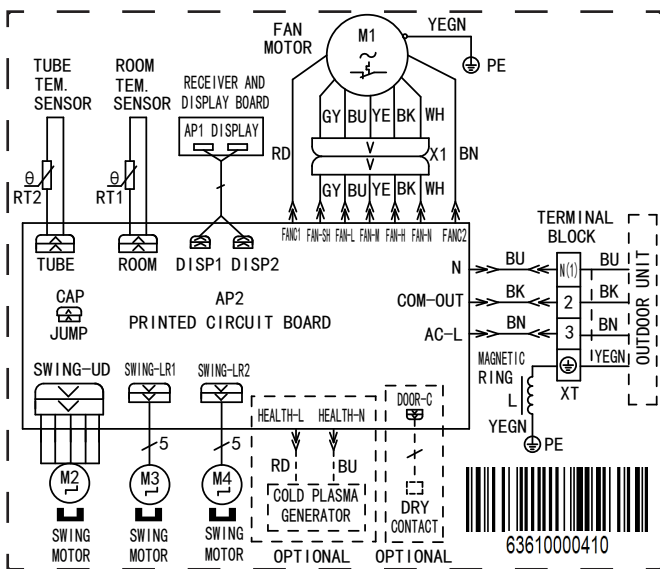 FAN
MOTOR
M1
YEGN
PE
TUBE
TEM.
SENSOR
ROOM
TEM.
SENSOR
RECEIVER AND
DISPLAY BOARD
AP1 DISPLAY
GY BU YE BK WH
RD
X1
BN
GY BU YE BK WH
θ
RT2
θ
RT1
FANC1 FAN-SH FAN-L FAN-M FAN-H FAN-N FANC2
TUBE
ROOM
DISP1 DISP2
TERMINAL
BLOCK
N
BU
N(1)
BU
COM-OUT
BK
2
BK
AC-L
BN
3
BN
OUTDOOR UNIT
CAP
JUMP
AP2
PRINTED CIRCUIT BOARD
MAGNETIC
RING
L
YEGN
XT
YEGN
PE
SWING-UD
SWING-LR1
SWING-LR2
HEALTH-L HEALTH-N
DOOR-C
5
5
RD
BU
M2
M3
M4
COLD PLASMA
GENERATOR
DRY
CONTACT
SWING
MOTOR
SWING
MOTOR
SWING
MOTOR
OPTIONAL
OPTIONAL
63610000410